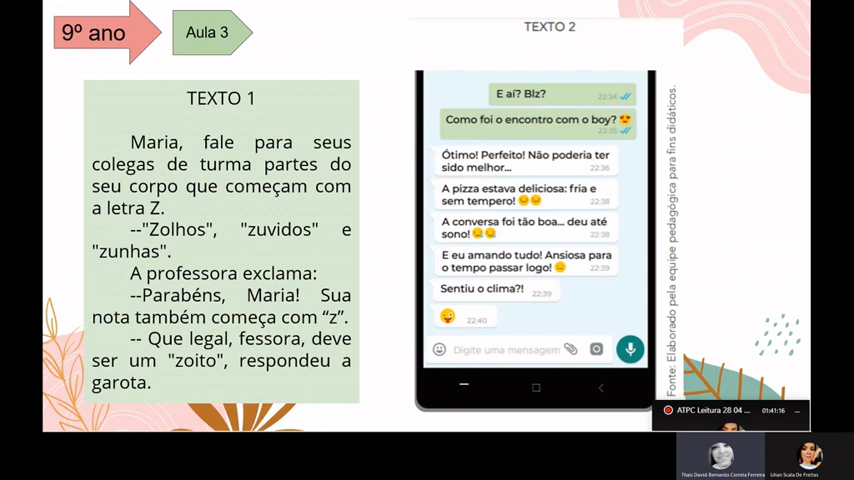 9º ano
Aula 3
TEXTO 1
Maria, fale para seus
colegas de turma partes do
seu corpo que começam com
a letra Z.
--"Zolhos", "zuvidos" e
"zunhas".
A professora exclama:
--Parabéns, Maria! Sua
nota também começa com “z”.
-- Que legal, fessora, deve
ser um "zoito", respondeu a
garota.
TEXTO 2
E aí? Blz?
22:34
Como foi o encontro com o boy?
22:35
Ótimo! Perfeito! Não poderia ter
sido melhor...
22:36
A pizza estava deliciosa: fria e
sem tempero!
22:38
A conversa foi tão boa... deu até
sono!
22:38
E eu amando tudo! Ansiosa para
o tempo passar logo!
22:39
Sentiu o clima?!
22:39
22:40
Digite uma mensagem
Fonte: Elaborado pela equipe pedagógica para fins didáticos.
ATPC Leitura 28 04 ...
01:41:16
Thais David Bernardo Correia Ferreira
Lilian Scala De Freitas